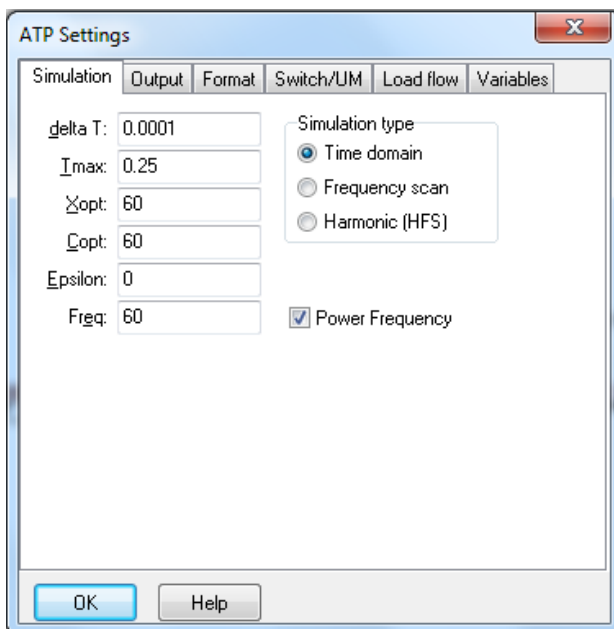 ATP Settings
Simulation Output Format Switch/UM Load flow Variables
delta T: 0.0001
Tmax: 0.25
Xopt: 60
Copt: 60
Epsilon: 0
Freq: 60
Simulation type
Time domain
Frequency scan
Harmonic (HFS)
Power Frequency
OK Help